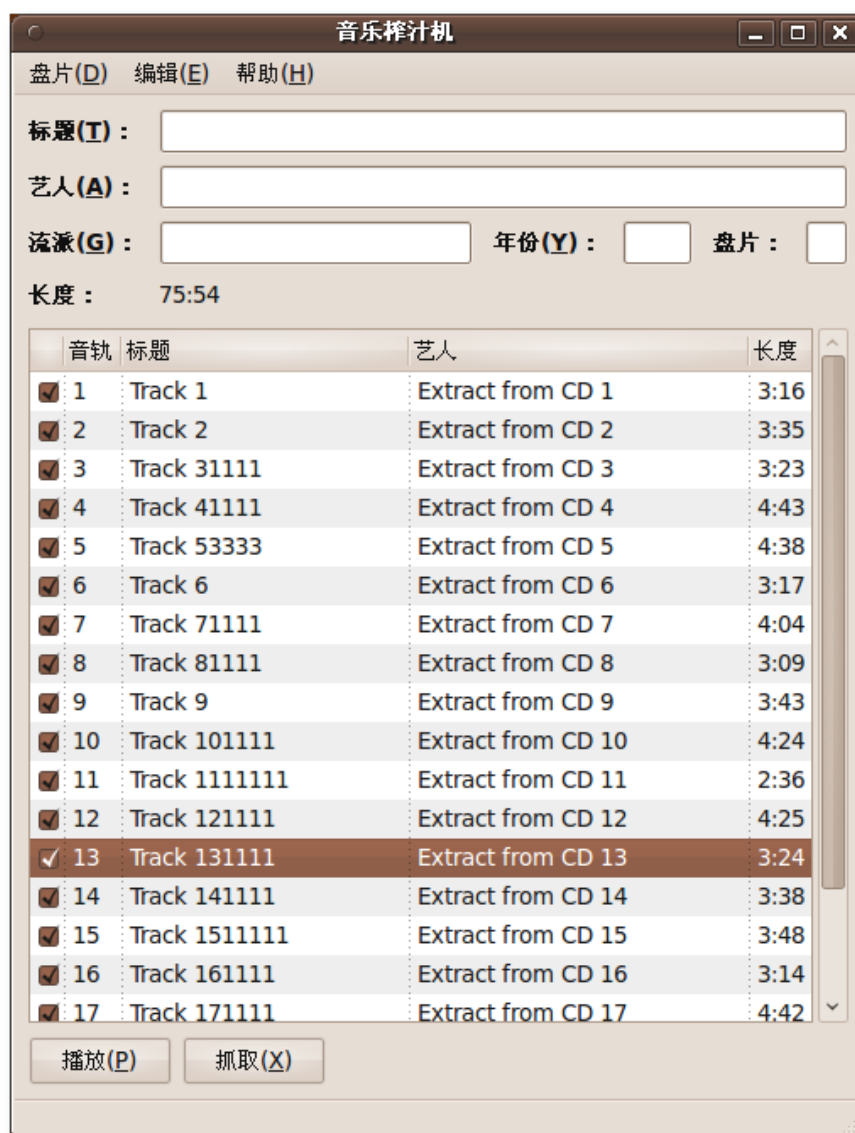 音乐榨汁机
盘片(D) 编辑(E) 帮助(H)
标题(T)：
艺人(A)：
流派(G)： 年份(Y)： 盘片：
长度： 75:54
音轨 标题 艺人 长度
1 Track 1 Extract from CD 1 3:16
2 Track 2 Extract from CD 2 3:35
3 Track 31111 Extract from CD 3 3:23
4 Track 41111 Extract from CD 4 4:43
5 Track 53333 Extract from CD 5 4:38
6 Track 6 Extract from CD 6 3:17
7 Track 71111 Extract from CD 7 4:04
8 Track 81111 Extract from CD 8 3:09
9 Track 9 Extract from CD 9 3:43
10 Track 101111 Extract from CD 10 4:24
11 Track 1111111 Extract from CD 11 2:36
12 Track 121111 Extract from CD 12 4:25
13 Track 131111 Extract from CD 13 3:24
14 Track 141111 Extract from CD 14 3:38
15 Track 1511111 Extract from CD 15 3:48
16 Track 161111 Extract from CD 16 3:14
17 Track 171111 Extract from CD 17 4:42
播放(P) 抓取(X)